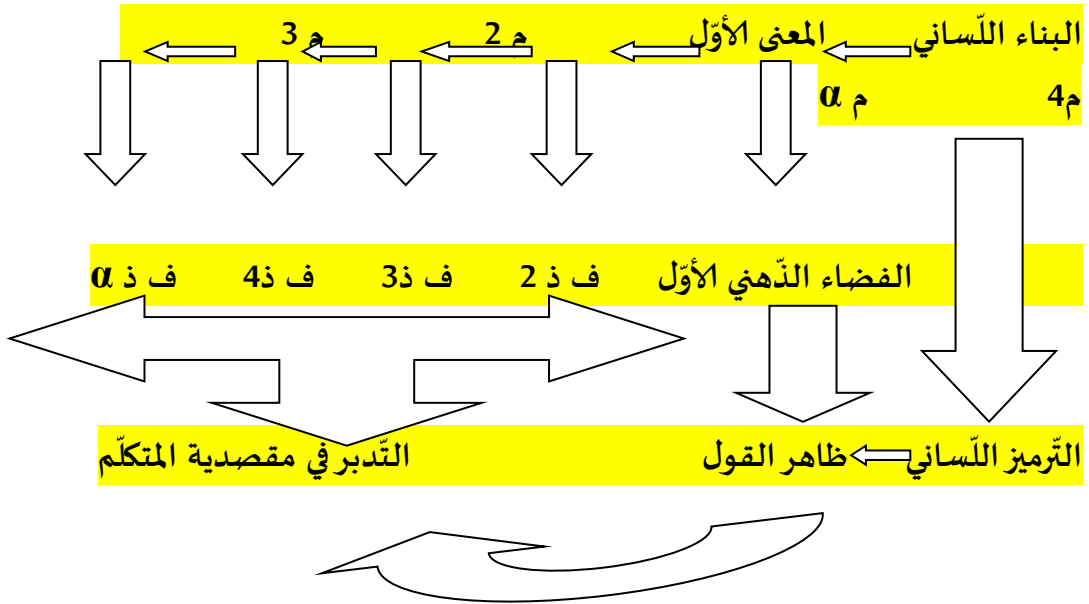 البناء اللّساني المعنى الأوّل م 2 م 3
م4 م α
الفضاء الذّهني الأوّل ف ذ 2 ف ذ3 ف ذ4 ف ذ α
التّرميز اللّساني ظاهر القول التّدبر في مقصدية المتكلّم